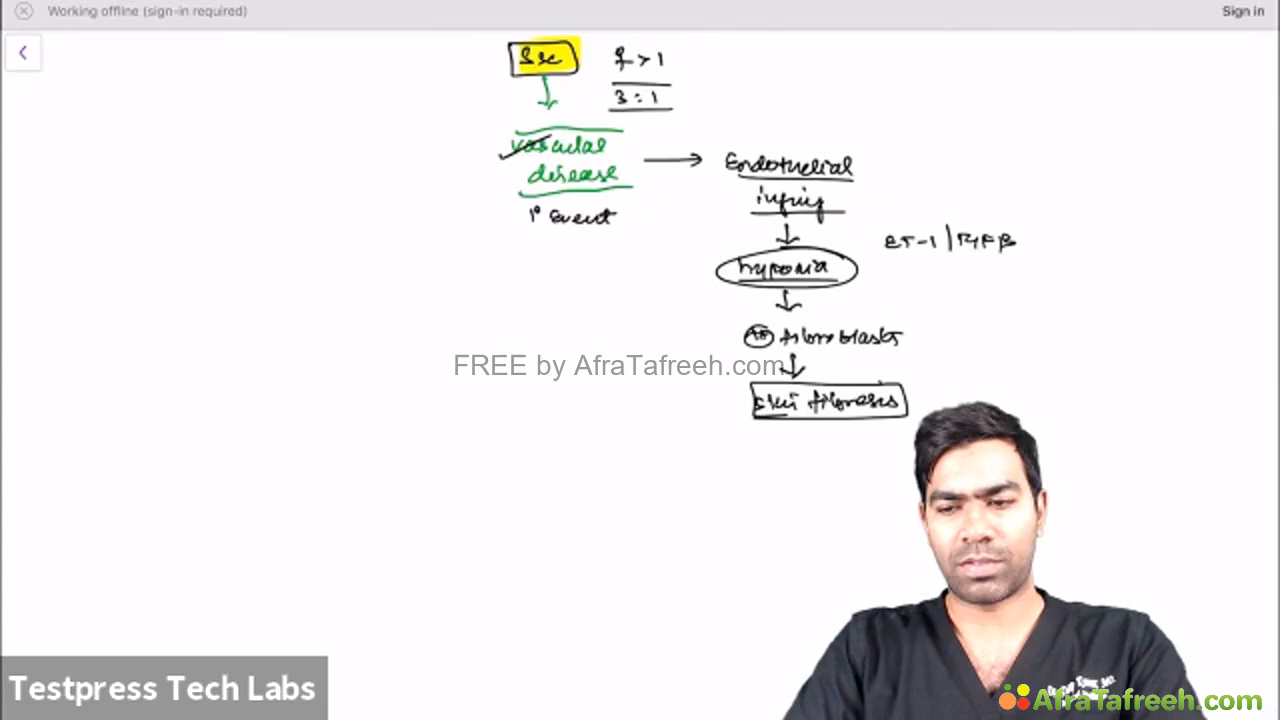 Working offline (sign-in required)
Sign in
SSc
♀ > 1
3 : 1
vascular
disease
1° event
Endothelial
injury
ET-1 | TGF β
hypoxia
fibroblasts
skin fibrosis
FREE by AfraTafreeh.com
Testpress Tech Labs
AfraTafreeh.com